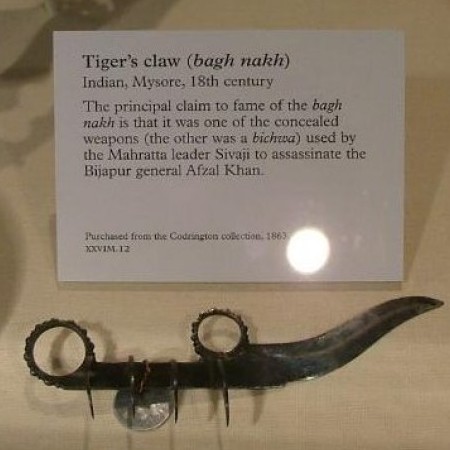 Tiger's claw (bagh nakh)
Indian, Mysore, 18th century
The principal claim to fame of the bagh
nakh is that it was one of the concealed
weapons (the other was a bichwa) used by
the Mahratta leader Sivaji to assassinate the
Bijapur general Afzal Khan.
Purchased from the Codrington collection, 1863.
XXVIM.12